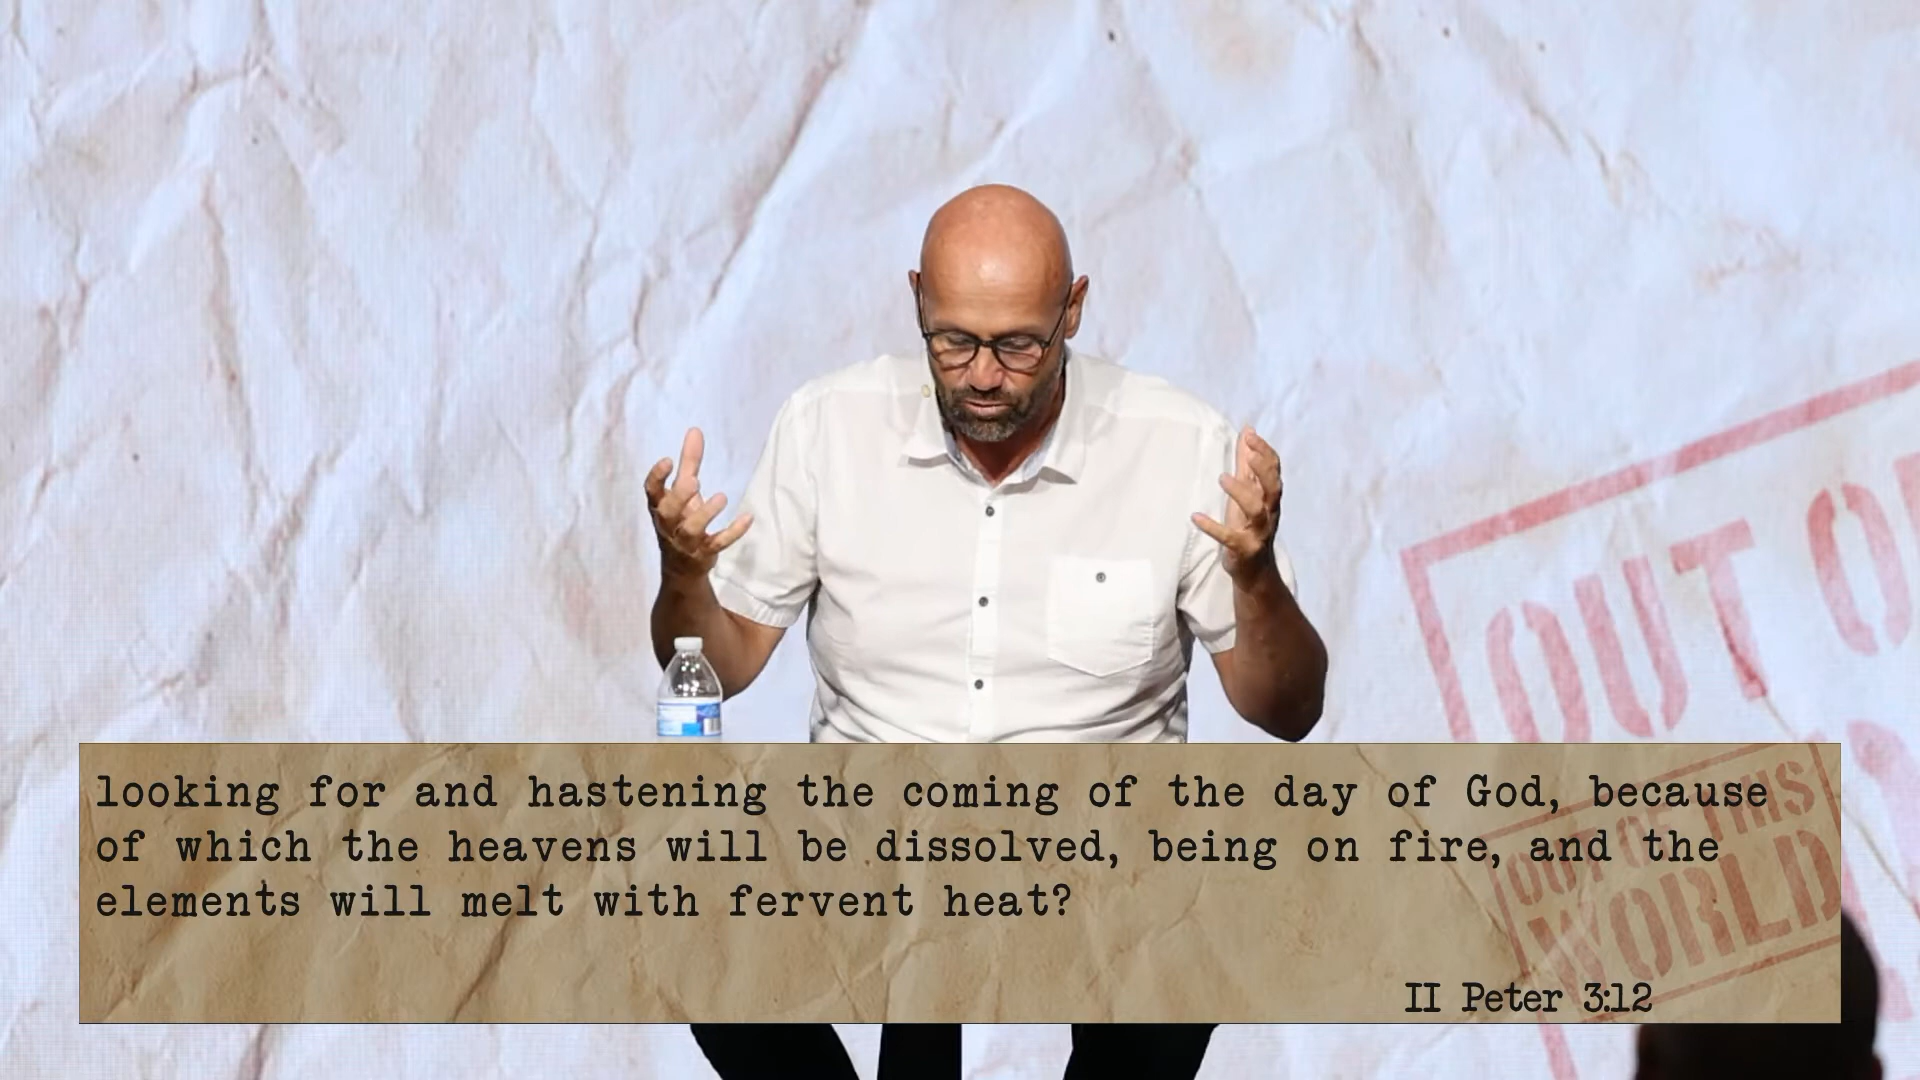 OUT OF
looking for and hastening the coming of the day of God, because
of which the heavens will be dissolved, being on fire, and the
elements will melt with fervent heat?
OUT OF THIS
WORLD
II Peter 3:12